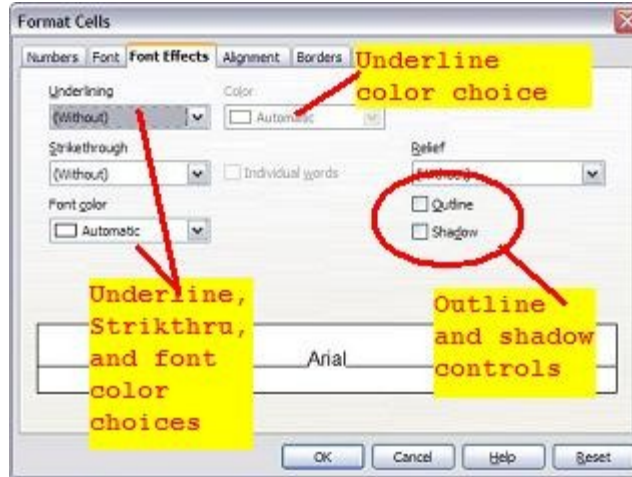 Format Cells
Numbers Font Font Effects Alignment Borders
Underline
color choice
Underlining Color
(Without) Automatic
Strikethrough Relief
(Without) Individual words (Without)
Font color Outline
Automatic Shadow
Underline,
Strikthru,
and font
color
choices
Outline
and shadow
controls
Arial
OK Cancel Help Reset